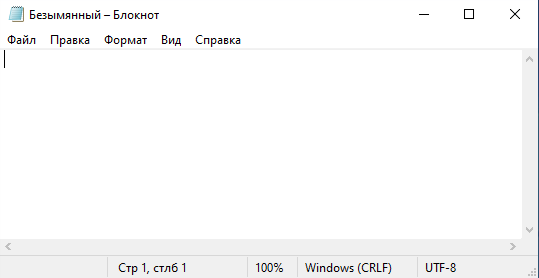 Безымянный – Блокнот
Файл Правка Формат Вид Справка
Стр 1, стлб 1 100% Windows (CRLF) UTF-8